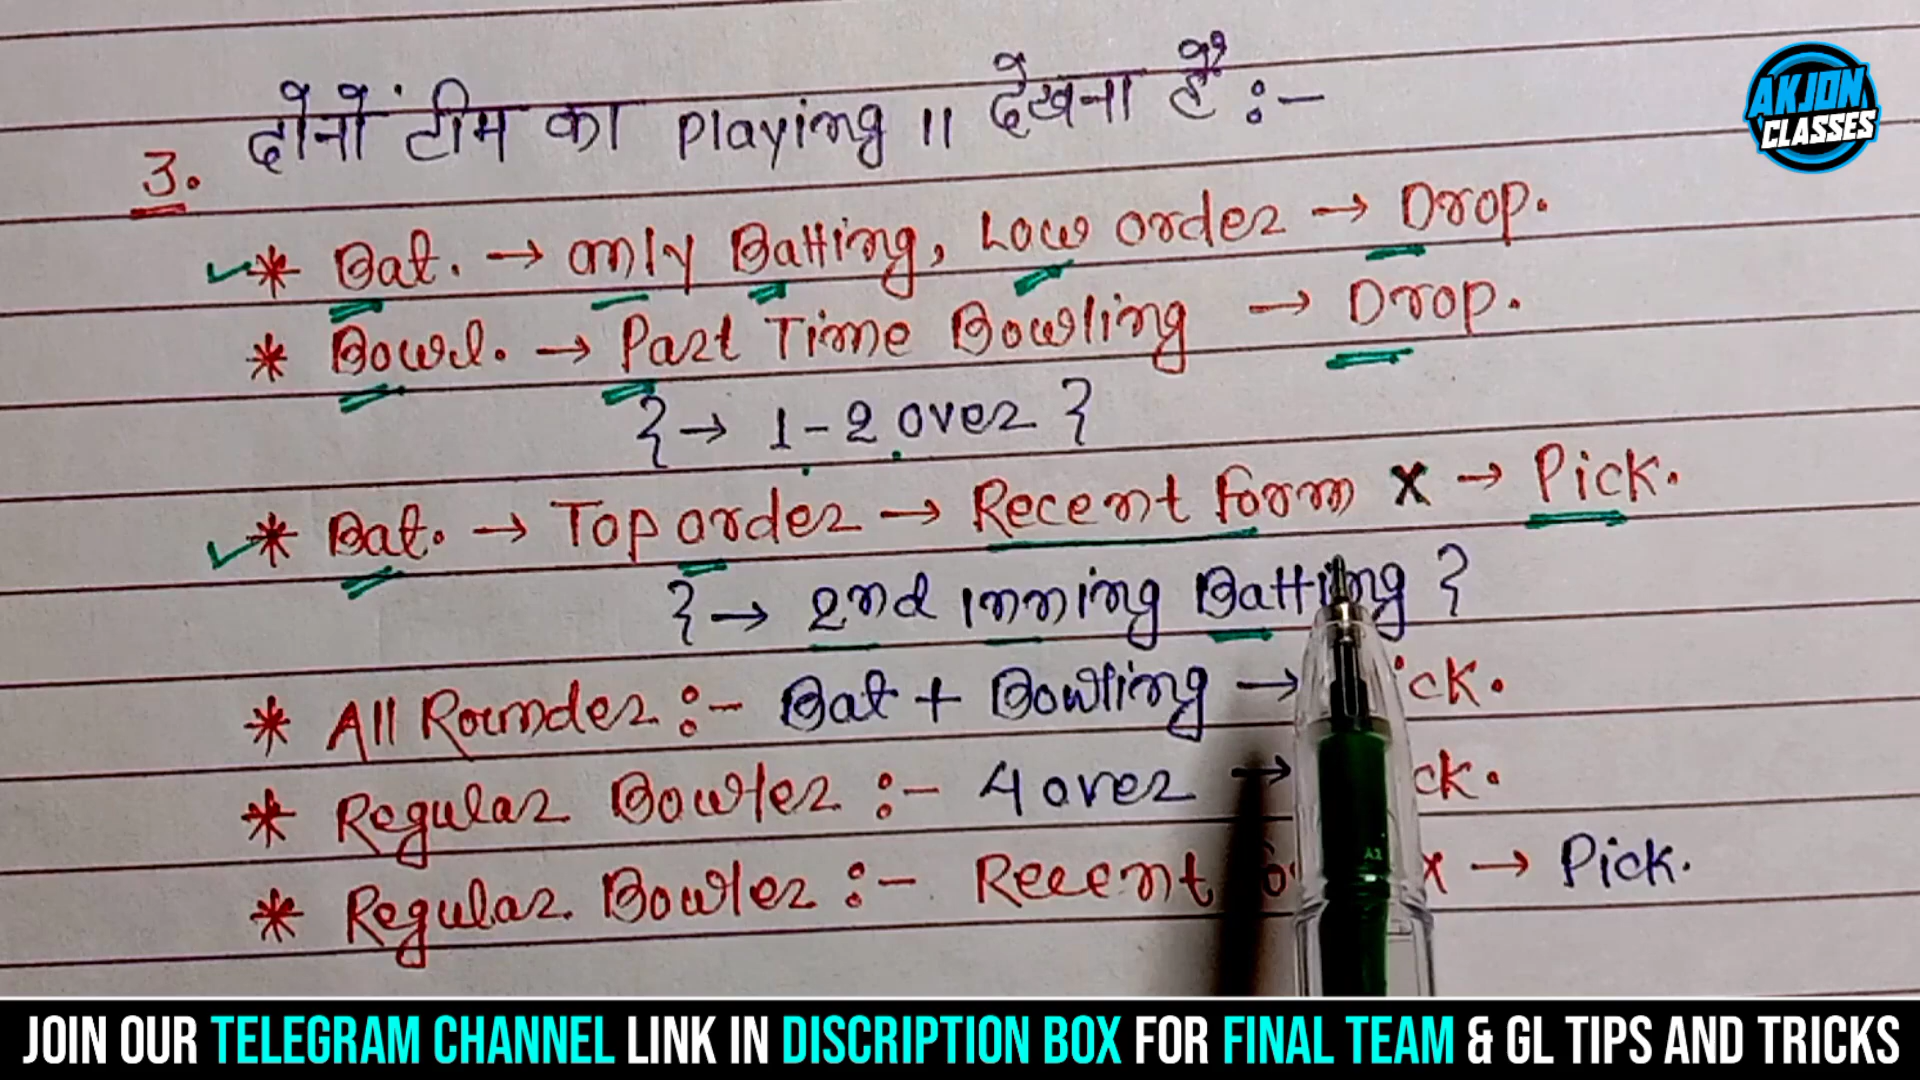 AKJON
CLASSES
दोनों टीम का Playing 11 देखना है :-
3.
* Bat. → only Batting, Low order → Drop.
* Bowl. → Part Time Bowling → Drop.
{ → 1-2 over }
* Bat. → Top order → Recent form x → Pick.
{ → 2nd inning Batting }
* All Rounder :- Bat + Bowling → ck.
* Regular Bowler :- 4 over → ck.
* Regular Bowler :- Recent x → Pick.
JOIN OUR TELEGRAM CHANNEL LINK IN DISCRIPTION BOX FOR FINAL TEAM & GL TIPS AND TRICKS